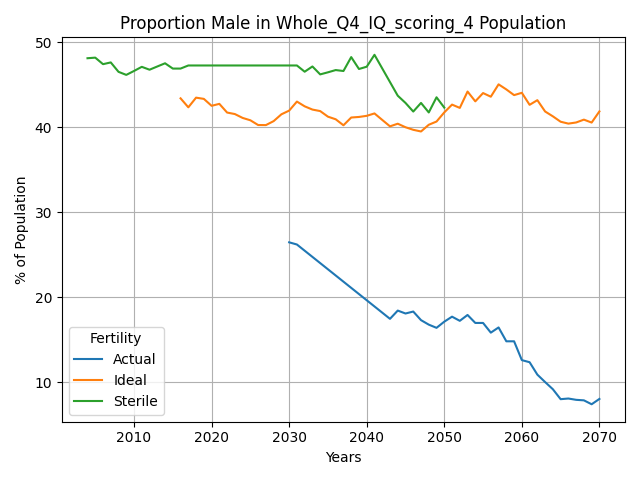 Proportion Male in Whole_Q4_IQ_scoring_4 Population
50
40
30
20
10
% of Population
Fertility
Actual
Ideal
Sterile
2010 2020 2030 2040 2050 2060 2070
Years